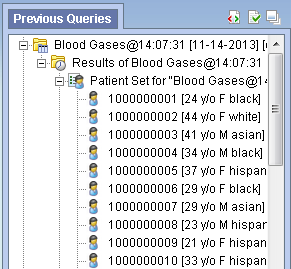 Previous Queries
Blood Gases@14:07:31 [11-14-2013] [
Results of Blood Gases@14:07:31
Patient Set for "Blood Gases@14
1000000001 [24 y/o F black]
1000000002 [44 y/o F white]
1000000003 [41 y/o M asian]
1000000004 [34 y/o M black]
1000000005 [37 y/o F hispan
1000000006 [29 y/o F black]
1000000007 [29 y/o M asian]
1000000008 [23 y/o M hispan
1000000009 [21 y/o F hispan
1000000010 [33 y/o F hispan